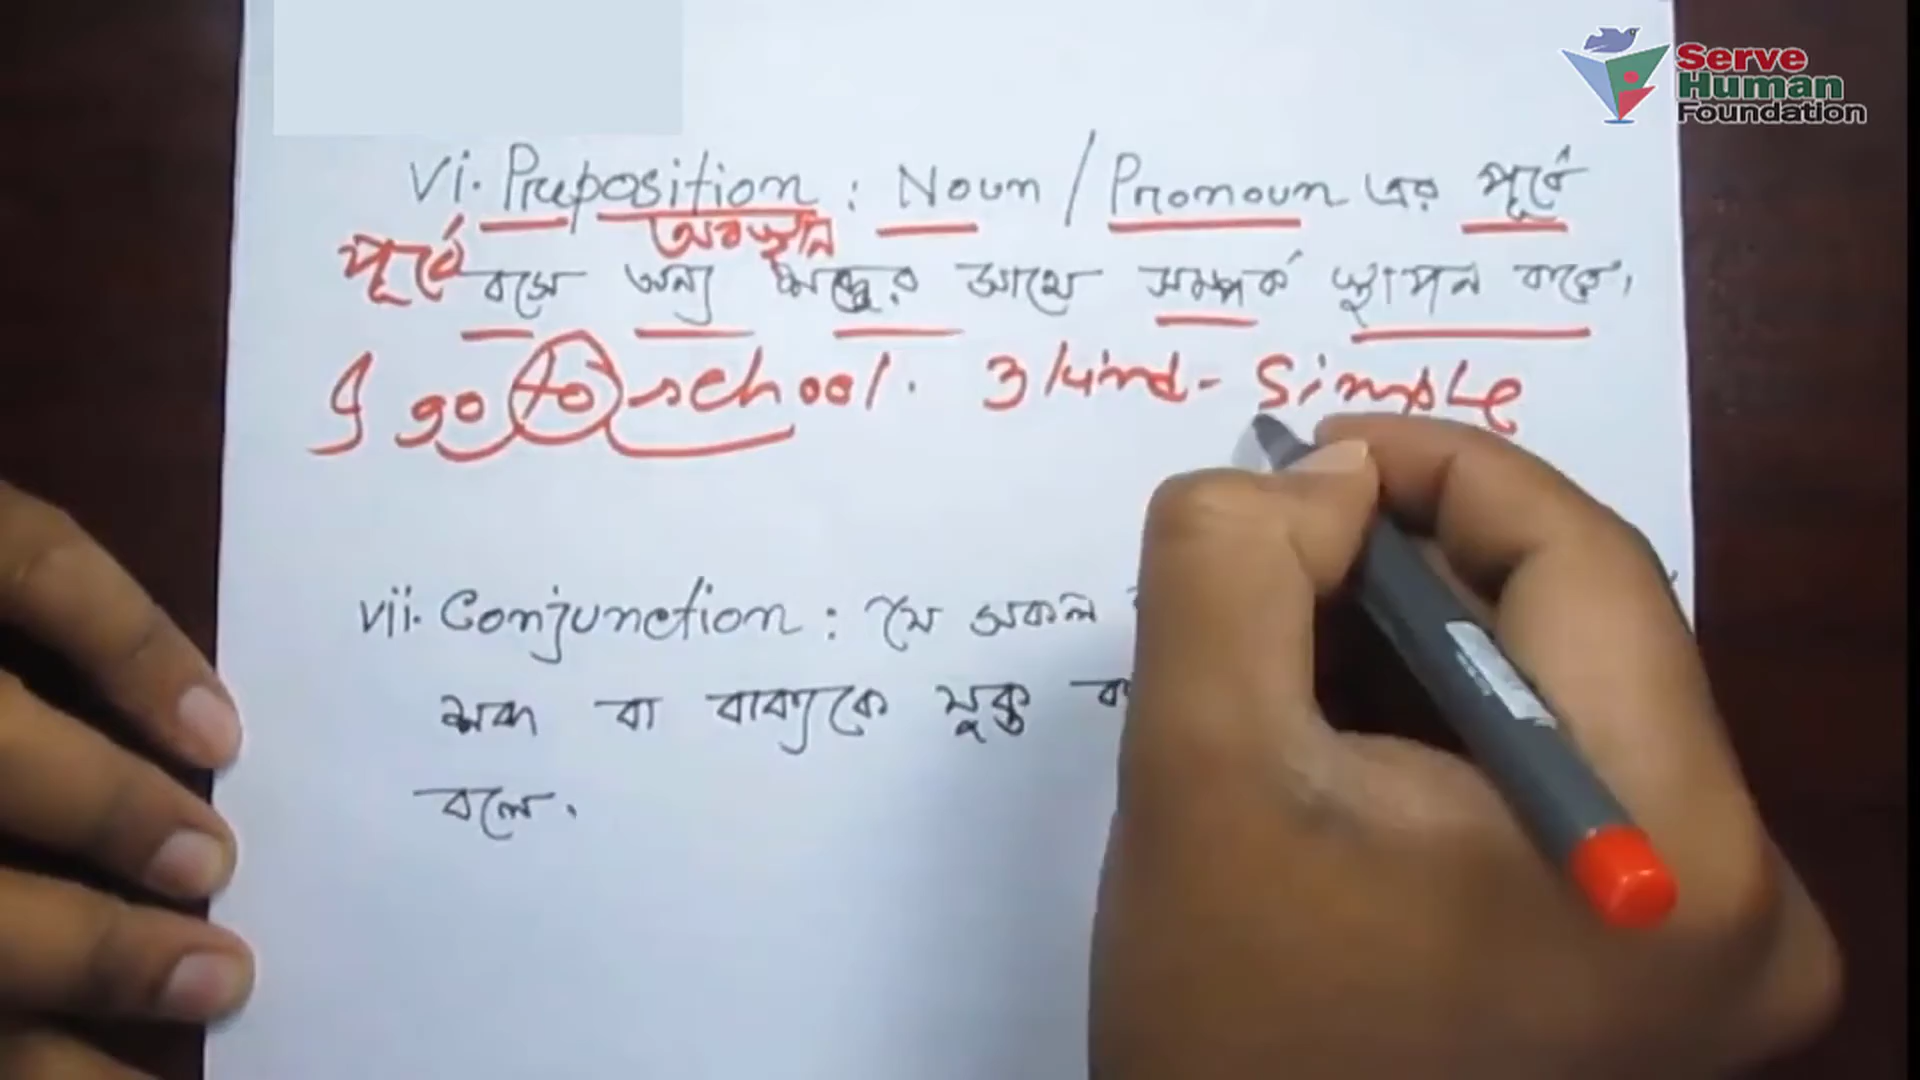 Serve
Human
Foundation
vi. Preposition : Noun / Pronoun এর পূর্বে
পূর্বে অবস্থান
বসে অন্য শব্দের সাথে সম্পর্ক স্থাপন করে।
I go to school. 3 kind - Simple
vii. Conjunction : যে সকল
শব্দ বা বাক্যকে যুক্ত
বলে.